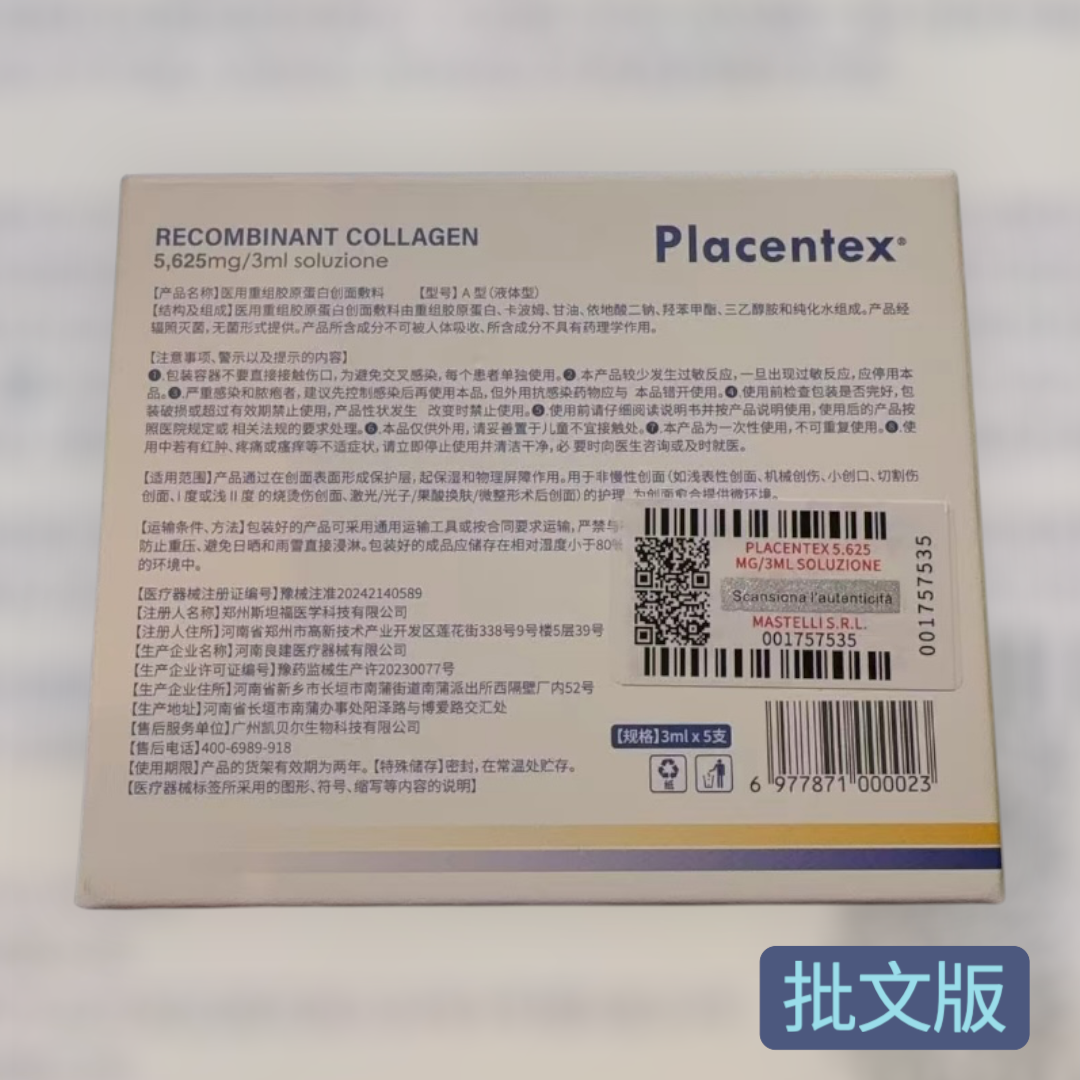 RECOMBINANT COLLAGEN
5,625mg/3ml soluzione
Placentex®
【产品名称】医用重组胶原蛋白创面敷料 【型号】A型(液体型)
【结构及组成】医用重组胶原蛋白创面敷料由重组胶原蛋白、卡波姆、甘油、依地酸二钠、羟苯甲酯、三乙醇胺和纯化水组成。产品经
辐照灭菌,无菌形式提供。产品所含成分不可被人体吸收、所含成分不具有药理学作用。
【注意事项、警示以及提示的内容】
❶.包装容器不要直接接触伤口,为避免交叉感染,每个患者单独使用。❷ 本产品较少发生过敏反应,一旦出现过敏反应,应停用本
品。❸.严重感染和脓疱者,建议先控制感染后再使用本品,但外用抗感染药物应与 本品错开使用。❹.使用前检查包装是否完好,包
装破损或超过有效期禁止使用,产品性状发生 改变时禁止使用。❺.使用前请仔细阅读说明书并按产品说明使用,使用后的产品按
照医院规定或 相关法规的要求处理。❻.本品仅供外用,请妥善置于儿童不宜接触处。❼.本产品为一次性使用,不可重复使用。❽.使
用中若有红肿、疼痛或瘙痒等不适症状,请立即停止使用并清洁干净,必 要时向医生咨询或及时就医。
【适用范围】产品通过在创面表面形成保护层,起保湿和物理屏障作用。用于非慢性创面(如浅表性创面、机械创伤、小创口、切割伤
创面、I度或浅II度 的烧烫伤创面、激光/光子/果酸换肤/微整形术后创面)的护理,为创面愈合提供微环境。
【运输条件、方法】包装好的产品可采用通用运输工具或按合同要求运输,严禁与
防止重压、避免日晒和雨雪直接浸淋。包装好的成品应储存在相对湿度小于80%
的环境中。
【医疗器械注册证编号】豫械注准20242140589
【注册人名称】郑州斯坦福医学科技有限公司
【注册人住所】河南省郑州市高新技术产业开发区莲花街338号9号楼5层39号
【生产企业名称】河南良建医疗器械有限公司
【生产企业许可证编号】豫药监械生产许20230077号
【生产企业住所】河南省新乡市长垣市南蒲街道南蒲派出所西隔壁厂内52号
【生产地址】河南省长垣市南蒲办事处阳泽路与博爱路交汇处
【售后服务单位】广州凯贝尔生物科技有限公司
【售后电话】400-6989-918
【使用期限】产品的货架有效期为两年。【特殊储存】密封,在常温处贮存。
【医疗器械标签所采用的图形、符号、缩写等内容的说明】
PLACENTEX 5.625
MG/3ML SOLUZIONE
Scansiona l'autenticità
MASTELLI S.R.L.
001757535
001757535
【规格】3ml x 5支
纸
6 977871 000023
批文版